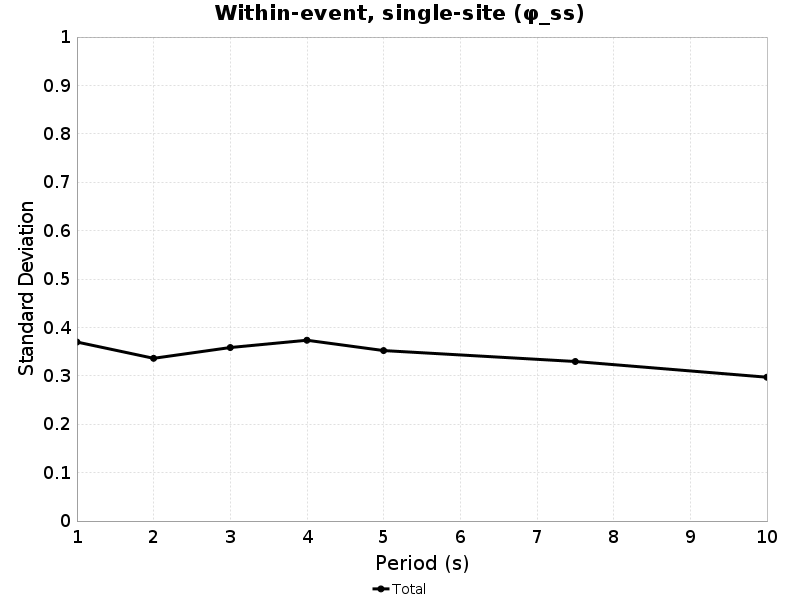 Within-event, single-site (φ_ss)
1
0.9
0.8
0.7
0.6
0.5
0.4
0.3
0.2
0.1
0
Standard Deviation
1 2 3 4 5 6 7 8 9 10
Period (s)
Total